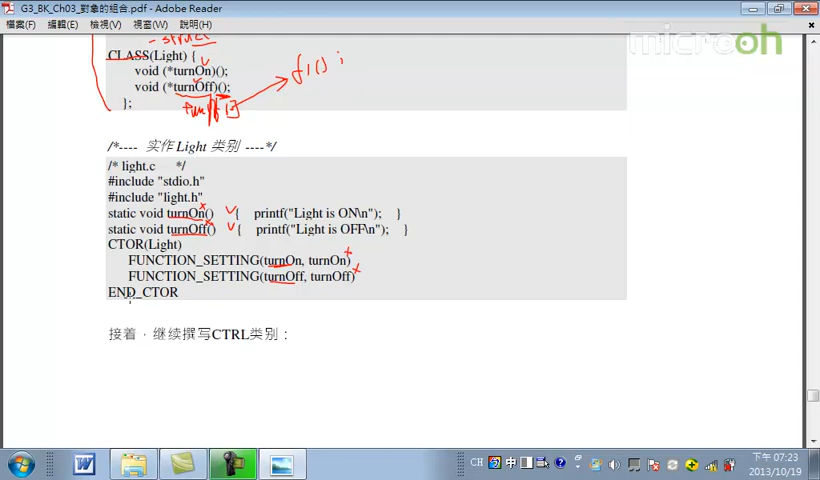 G3_BK_Ch03_對象的組合.pdf - Adobe Reader
檔案(F) 編輯(E) 檢視(V) 視窗(W) 說明(H)
microoh
- struct
CLASS(Light) {
void (*turnOn)();
f1() ;
void (*turnOff)();
};
/*---- 实作 Light 类别 ----*/
/* light.c */
#include "stdio.h"
#include "light.h"
static void turnOn() { printf("Light is ON\n"); }
static void turnOff() { printf("Light is OFF\n"); }
CTOR(Light)
FUNCTION_SETTING(turnOn, turnOn)
FUNCTION_SETTING(turnOff, turnOff)
END_CTOR
接着，继续撰写CTRL类别：
CH 中
下午 07:23
2013/10/19